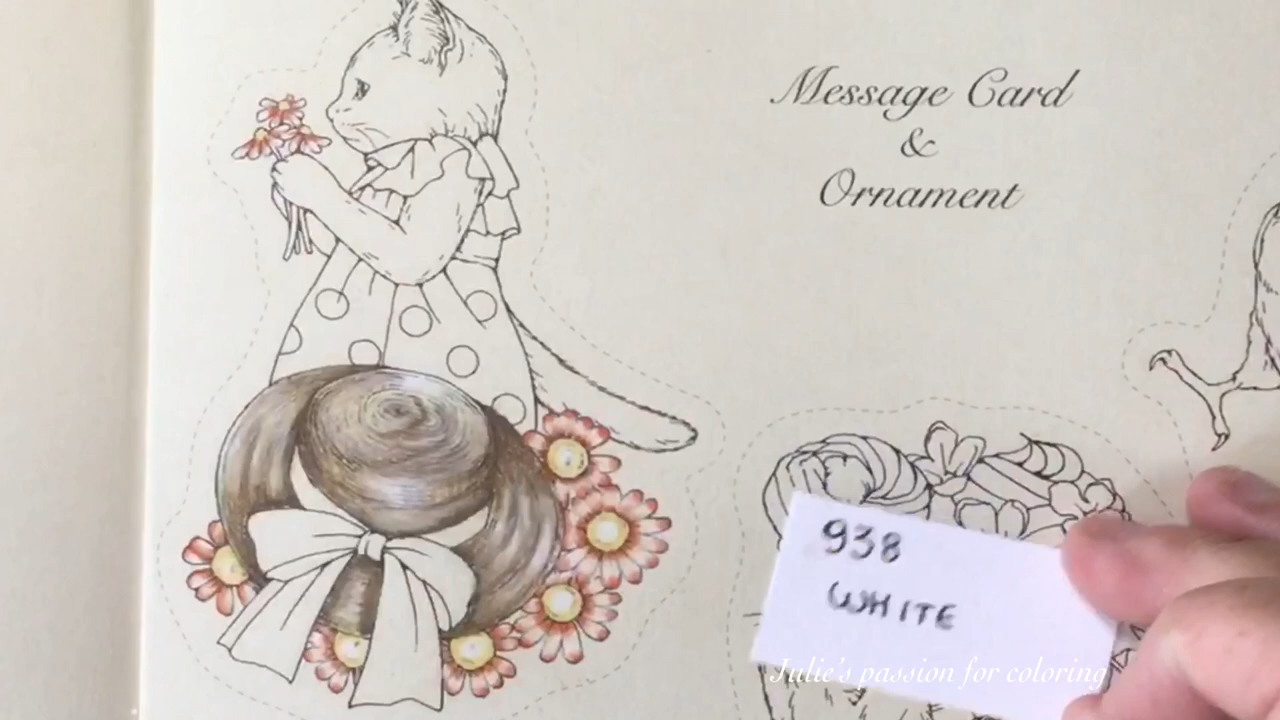 Message Card
&
Ornament
938
WHITE
Julie's passion for coloring